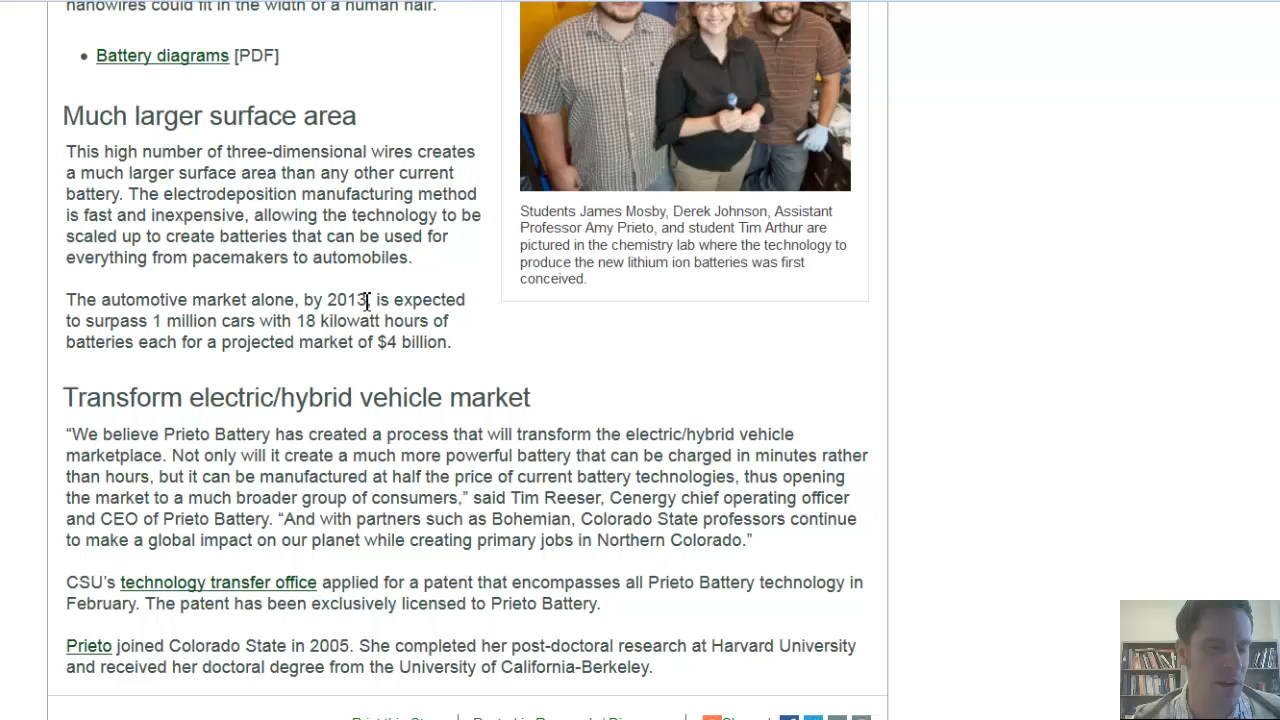 nanowires could fit in the width of a human hair.
Battery diagrams [PDF]
Much larger surface area
This high number of three-dimensional wires creates
a much larger surface area than any other current
battery. The electrodeposition manufacturing method
is fast and inexpensive, allowing the technology to be
scaled up to create batteries that can be used for
everything from pacemakers to automobiles.
The automotive market alone, by 2013, is expected
to surpass 1 million cars with 18 kilowatt hours of
batteries each for a projected market of $4 billion.
Students James Mosby, Derek Johnson, Assistant
Professor Amy Prieto, and student Tim Arthur are
pictured in the chemistry lab where the technology to
produce the new lithium ion batteries was first
conceived.
Transform electric/hybrid vehicle market
“We believe Prieto Battery has created a process that will transform the electric/hybrid vehicle
marketplace. Not only will it create a much more powerful battery that can be charged in minutes rather
than hours, but it can be manufactured at half the price of current battery technologies, thus opening
the market to a much broader group of consumers,” said Tim Reeser, Cenergy chief operating officer
and CEO of Prieto Battery. “And with partners such as Bohemian, Colorado State professors continue
to make a global impact on our planet while creating primary jobs in Northern Colorado.”
CSU’s technology transfer office applied for a patent that encompasses all Prieto Battery technology in
February. The patent has been exclusively licensed to Prieto Battery.
Prieto joined Colorado State in 2005. She completed her post-doctoral research at Harvard University
and received her doctoral degree from the University of California-Berkeley.